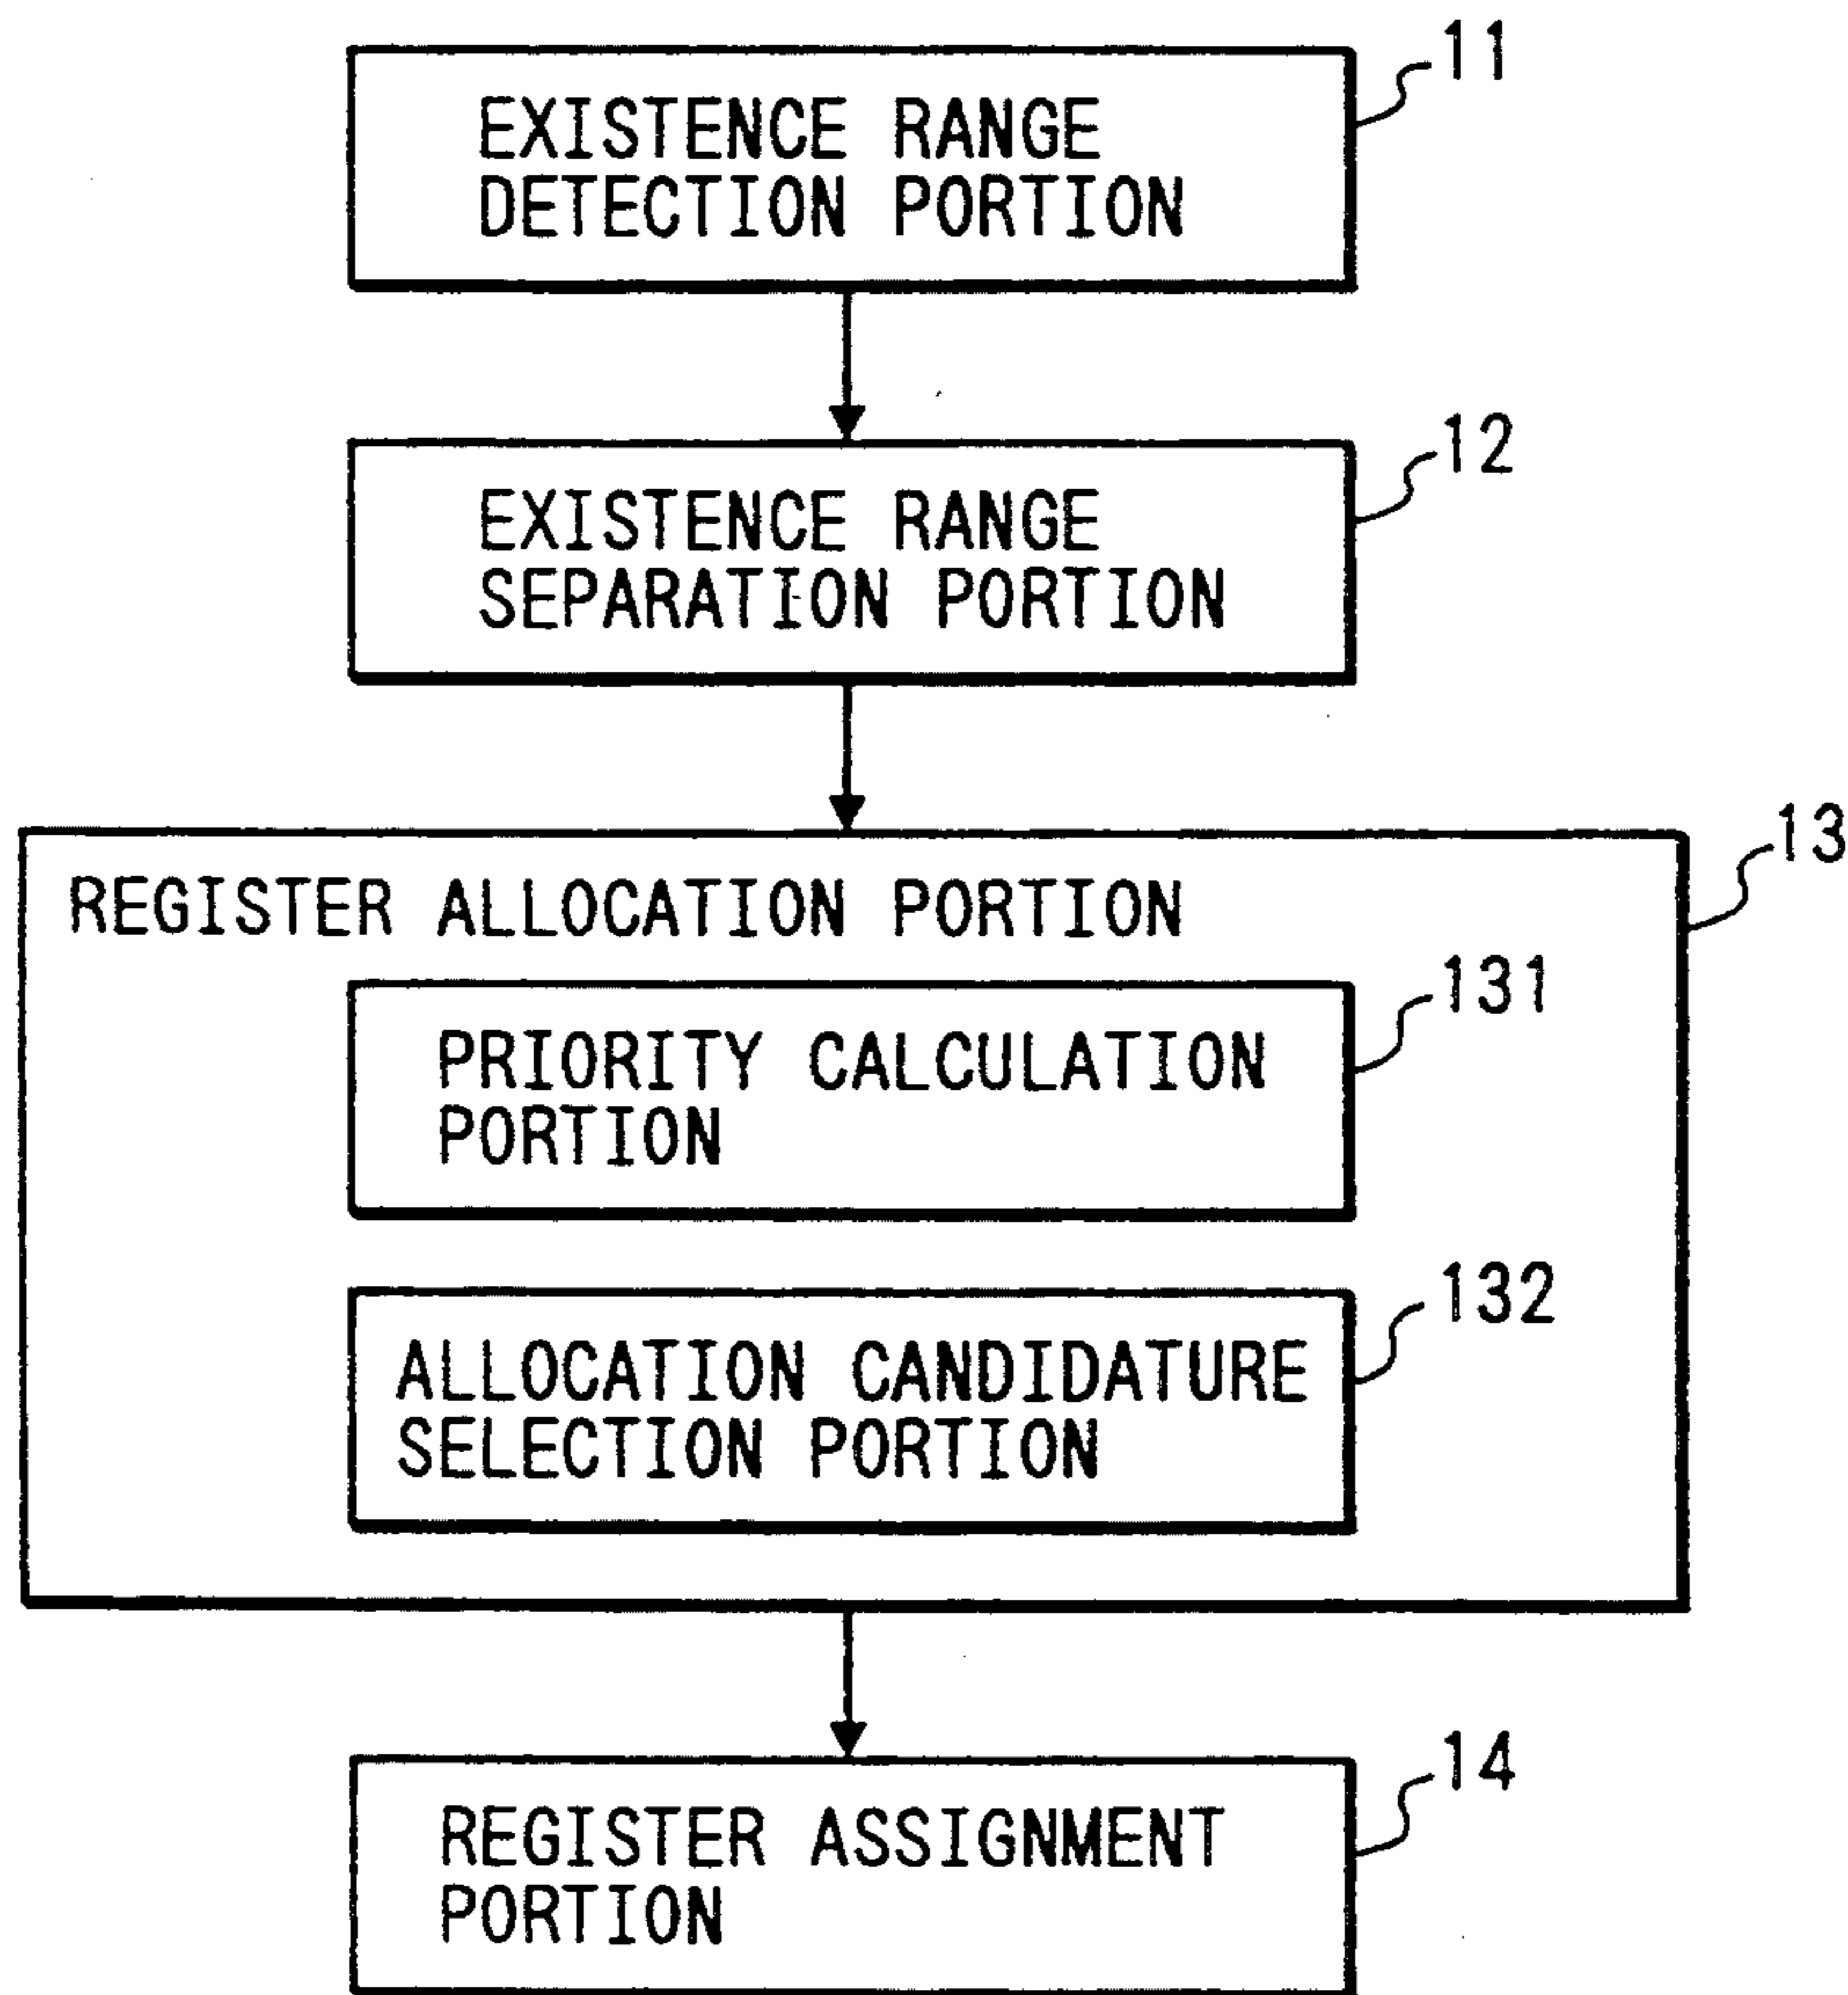 11
EXISTENCE RANGE
DETECTION PORTION
12
EXISTENCE RANGE
SEPARATION PORTION
13
REGISTER ALLOCATION PORTION
131
PRIORITY CALCULATION
PORTION
132
ALLOCATION CANDIDATURE
SELECTION PORTION
14
REGISTER ASSIGNMENT
PORTION